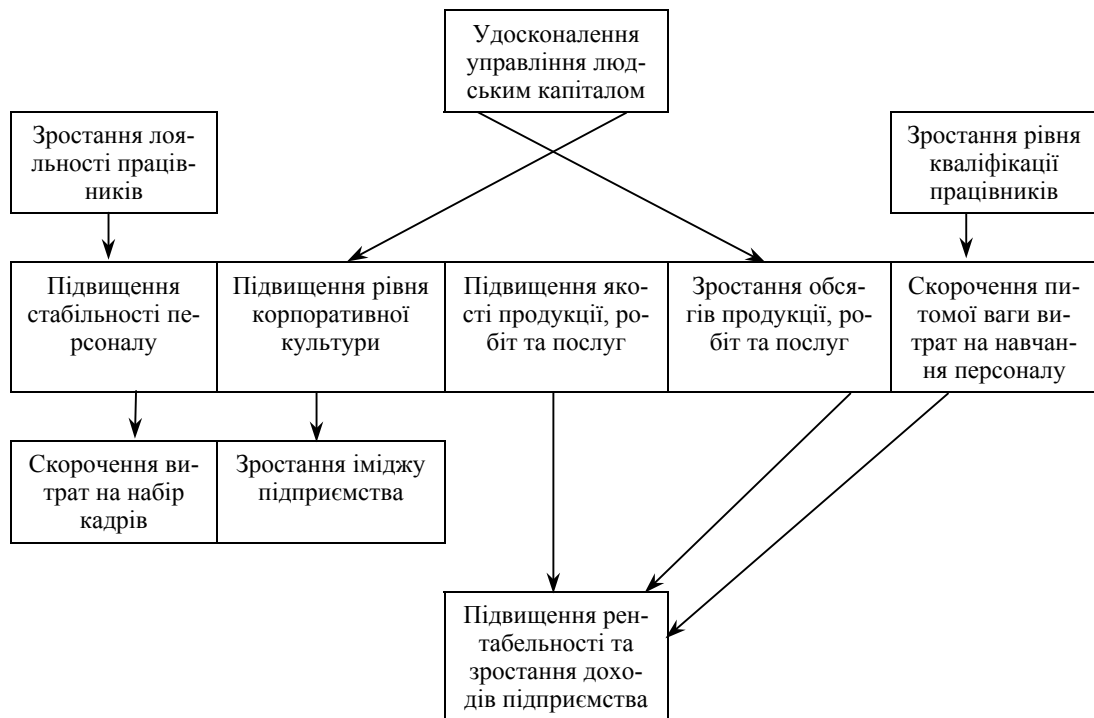 Удосконалення
управління люд-
ським капіталом
Зростання лоя-
льності праців-
ників
Зростання рівня
кваліфікації
працівників
Підвищення
стабільності пе-
рсоналу
Підвищення рівня
корпоративної
культури
Підвищення яко-
сті продукції, ро-
біт та послуг
Зростання обся-
гів продукції, ро-
біт та послуг
Скорочення пи-
томої ваги ви-
трат на навчан-
ня персоналу
Скорочення ви-
трат на набір
кадрів
Зростання іміджу
підприємства
Підвищення рен-
табельності та
зростання дохо-
дів підприємства